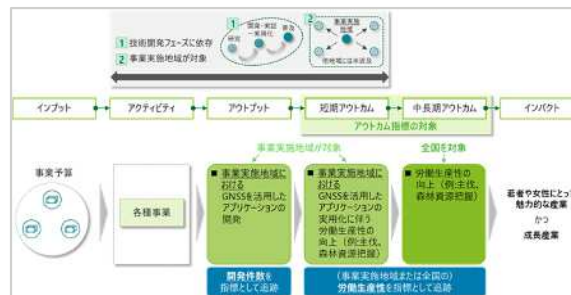 1 技術開発フェーズに依存
2 事業実施地域が対象
1
開発・実証
→実用化
研究
普及
2
事業実施
地域
他地域には未波及
インプット
アクティビティ
アウトプット
短期アウトカム
中長期アウトカム
インパクト
アウトカム指標の対象
事業実施地域が対象
全国を対象
事業予算
各種事業
■ 事業実施地域に
おける
GNSSを活用した
アプリケーションの
開発
■ 事業実施地域に
おける
GNSSを活用した
アプリケーションの
実用化に伴う
労働生産性の
向上（例:主伐、
森林資源把握）
■ 労働生産性の
向上（例:主伐、
森林資源把握）
若者や女性にとって
魅力的な産業
かつ
成長産業
開発件数を
指標として追跡
（事業実施地域または全国の）
労働生産性を指標として追跡